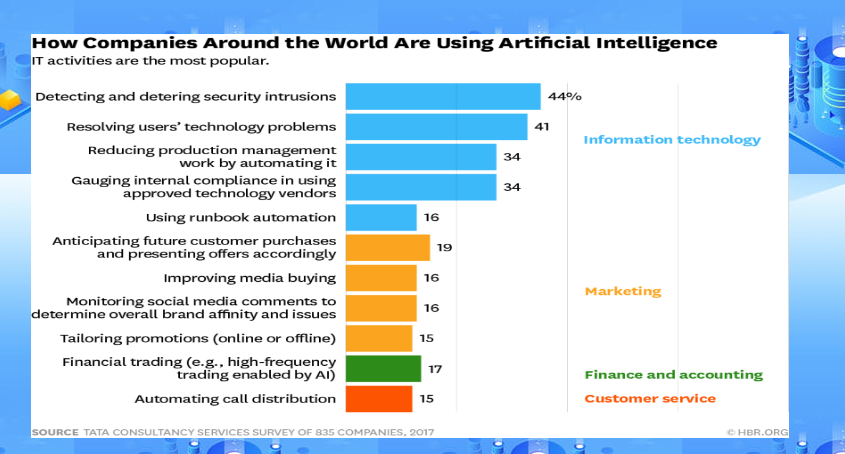 How Companies Around the World Are Using Artificial Intelligence
IT activities are the most popular.
Detecting and detering security intrusions 44%
Resolving users' technology problems 41
Information technology
Reducing production management
work by automating it 34
Gauging internal compliance in using
approved technology vendors 34
Using runbook automation 16
Anticipating future customer purchases
and presenting offers accordingly 19
Improving media buying 16
Marketing
Monitoring social media comments to
determine overall brand affinity and issues 16
Tailoring promotions (online or offline) 15
Financial trading (e.g., high-frequency
trading enabled by AI) 17
Finance and accounting
Automating call distribution 15
Customer service
SOURCE TATA CONSULTANCY SERVICES SURVEY OF 835 COMPANIES, 2017
© HBR.ORG